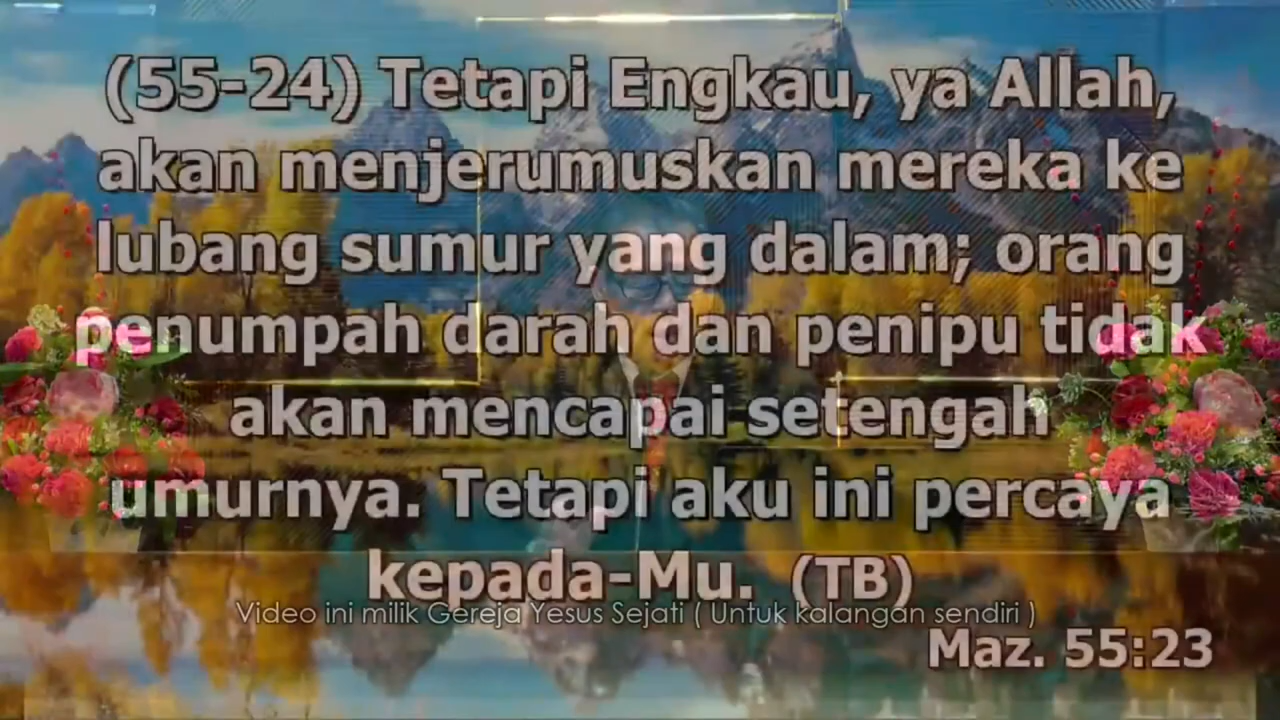 (55-24) Tetapi Engkau, ya Allah,
akan menjerumuskan mereka ke
lubang sumur yang dalam; orang
penumpah darah dan penipu tidak
akan mencapai setengah
umurnya. Tetapi aku ini percaya
kepada-Mu. (TB)
Video ini milik Gereja Yesus Sejati ( Untuk kalangan sendiri )
Maz. 55:23